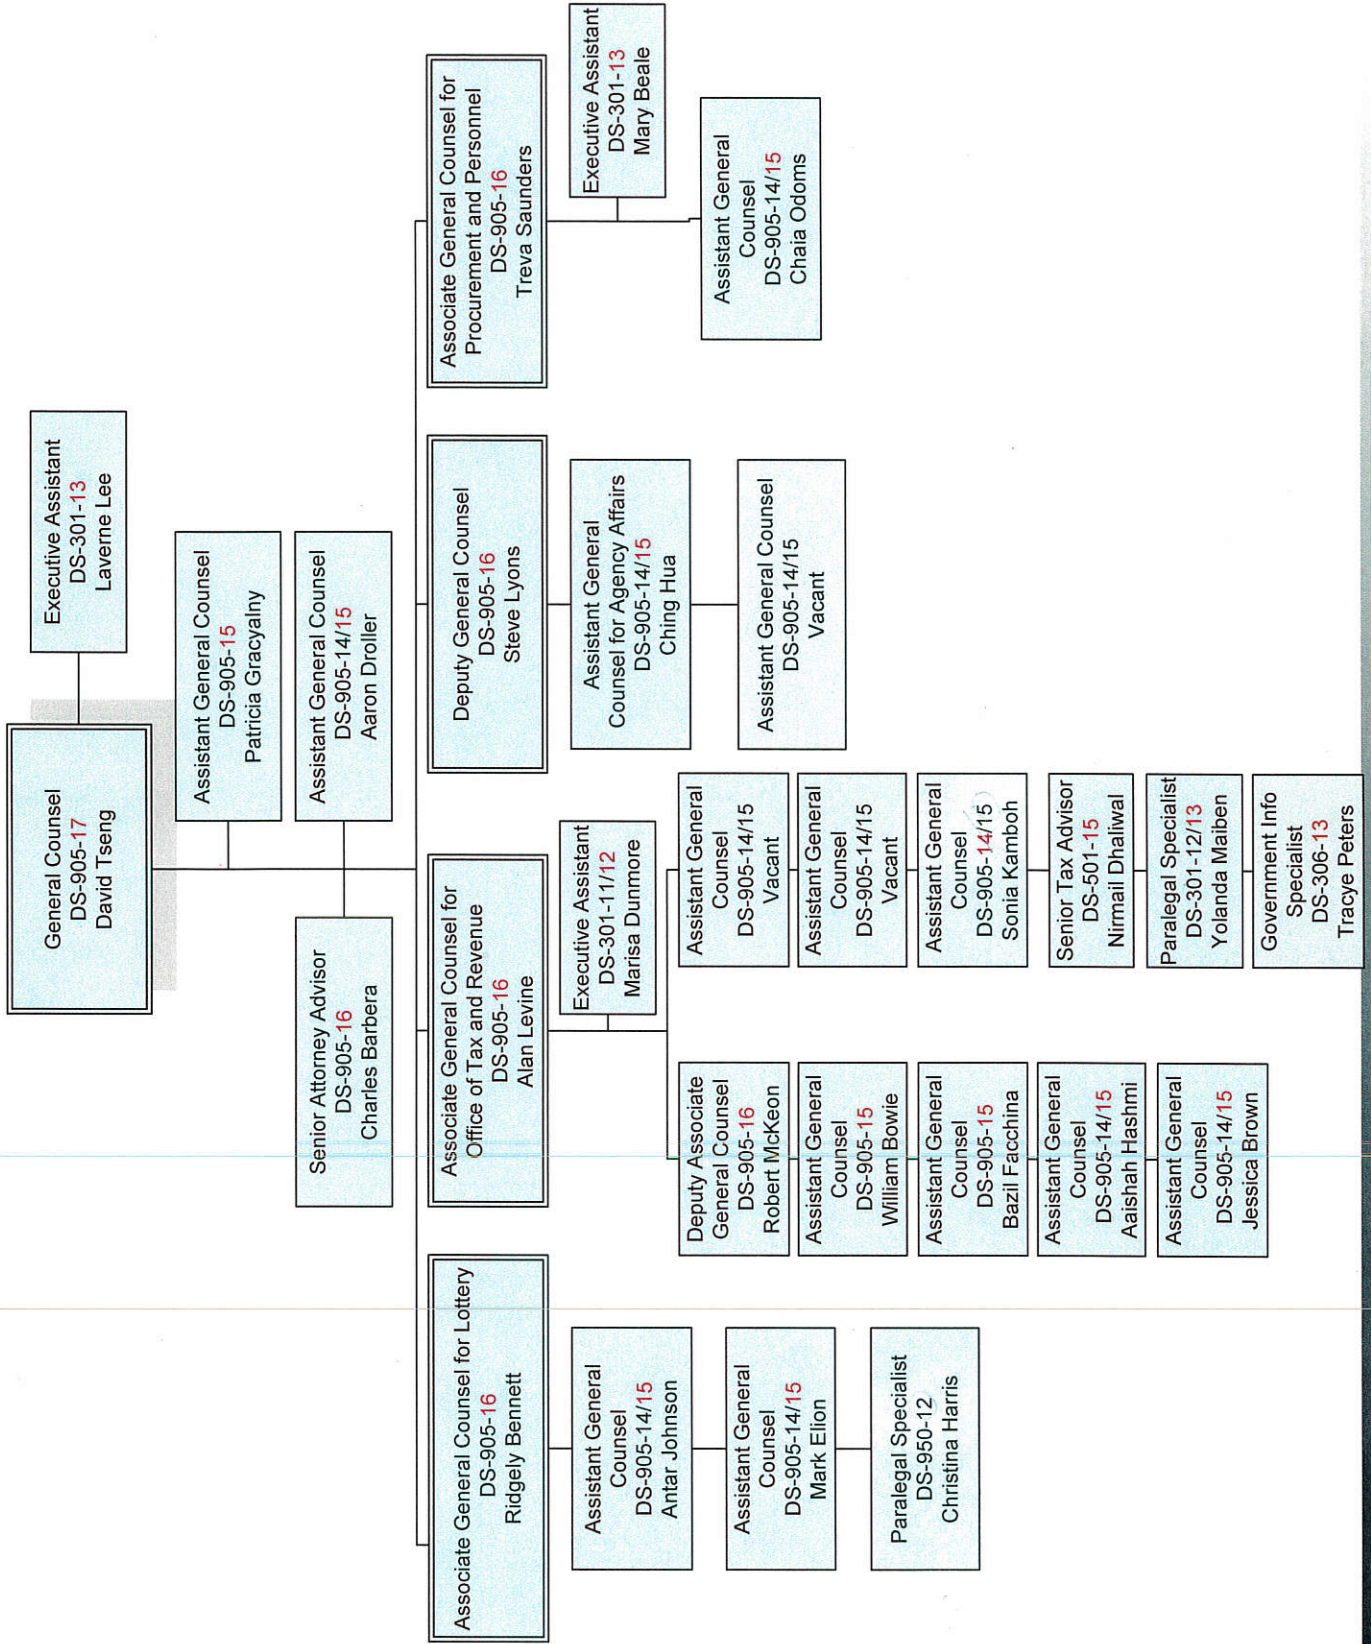 General Counsel
DS-905-17
David Tseng
Executive Assistant
DS-301-13
Laverne Lee
Assistant General Counsel
DS-905-15
Patricia Gracyalny
Senior Attorney Advisor
DS-905-16
Charles Barbera
Assistant General Counsel
DS-905-14/15
Aaron Droller
Associate General Counsel for Lottery
DS-905-16
Ridgely Bennett
Assistant General
Counsel
DS-905-14/15
Antar Johnson
Assistant General
Counsel
DS-905-14/15
Mark Elion
Paralegal Specialist
DS-950-12
Christina Harris
Associate General Counsel for
Office of Tax and Revenue
DS-905-16
Alan Levine
Executive Assistant
DS-301-11/12
Marisa Dunmore
Deputy Associate
General Counsel
DS-905-16
Robert McKeon
Assistant General
Counsel
DS-905-15
William Bowie
Assistant General
Counsel
DS-905-15
Bazil Facchina
Assistant General
Counsel
DS-905-14/15
Aaishah Hashmi
Assistant General
Counsel
DS-905-14/15
Jessica Brown
Assistant General
Counsel
DS-905-14/15
Vacant
Assistant General
Counsel
DS-905-14/15
Vacant
Assistant General
Counsel
DS-905-14/15
Sonia Kamboh
Senior Tax Advisor
DS-501-15
Nirmail Dhaliwal
Paralegal Specialist
DS-301-12/13
Yolanda Maiben
Government Info
Specialist
DS-306-13
Tracye Peters
Deputy General Counsel
DS-905-16
Steve Lyons
Assistant General
Counsel for Agency Affairs
DS-905-14/15
Ching Hua
Assistant General Counsel
DS-905-14/15
Vacant
Associate General Counsel for
Procurement and Personnel
DS-905-16
Treva Saunders
Executive Assistant
DS-301-13
Mary Beale
Assistant General
Counsel
DS-905-14/15
Chaia Odoms